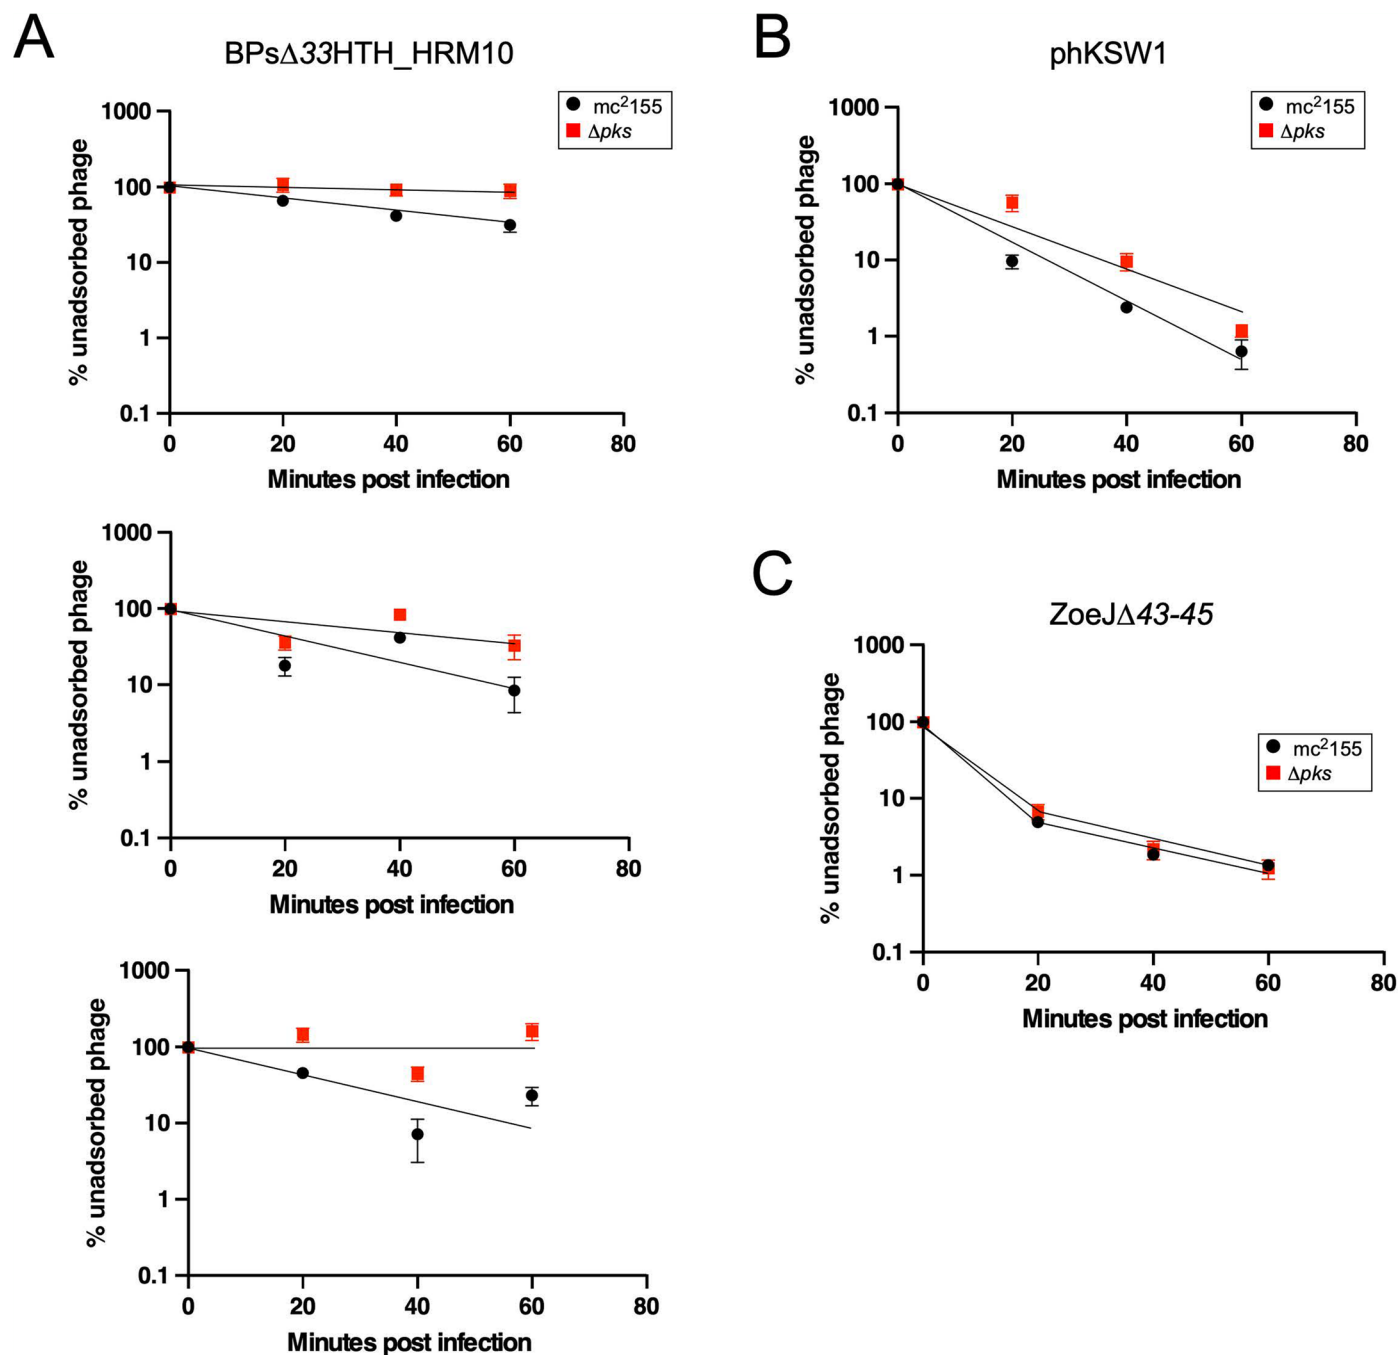 A
BPsΔ33HTH_HRM10
mc²155
Δpks
% unadsorbed phage
1000
100
10
1
0.1
0 20 40 60 80
Minutes post infection
% unadsorbed phage
1000
100
10
1
0.1
0 20 40 60 80
Minutes post infection
% unadsorbed phage
1000
100
10
1
0.1
0 20 40 60 80
Minutes post infection
B
phKSW1
mc²155
Δpks
% unadsorbed phage
1000
100
10
1
0.1
0 20 40 60 80
Minutes post infection
C
ZoeJΔ43-45
mc²155
Δpks
% unadsorbed phage
1000
100
10
1
0.1
0 20 40 60 80
Minutes post infection